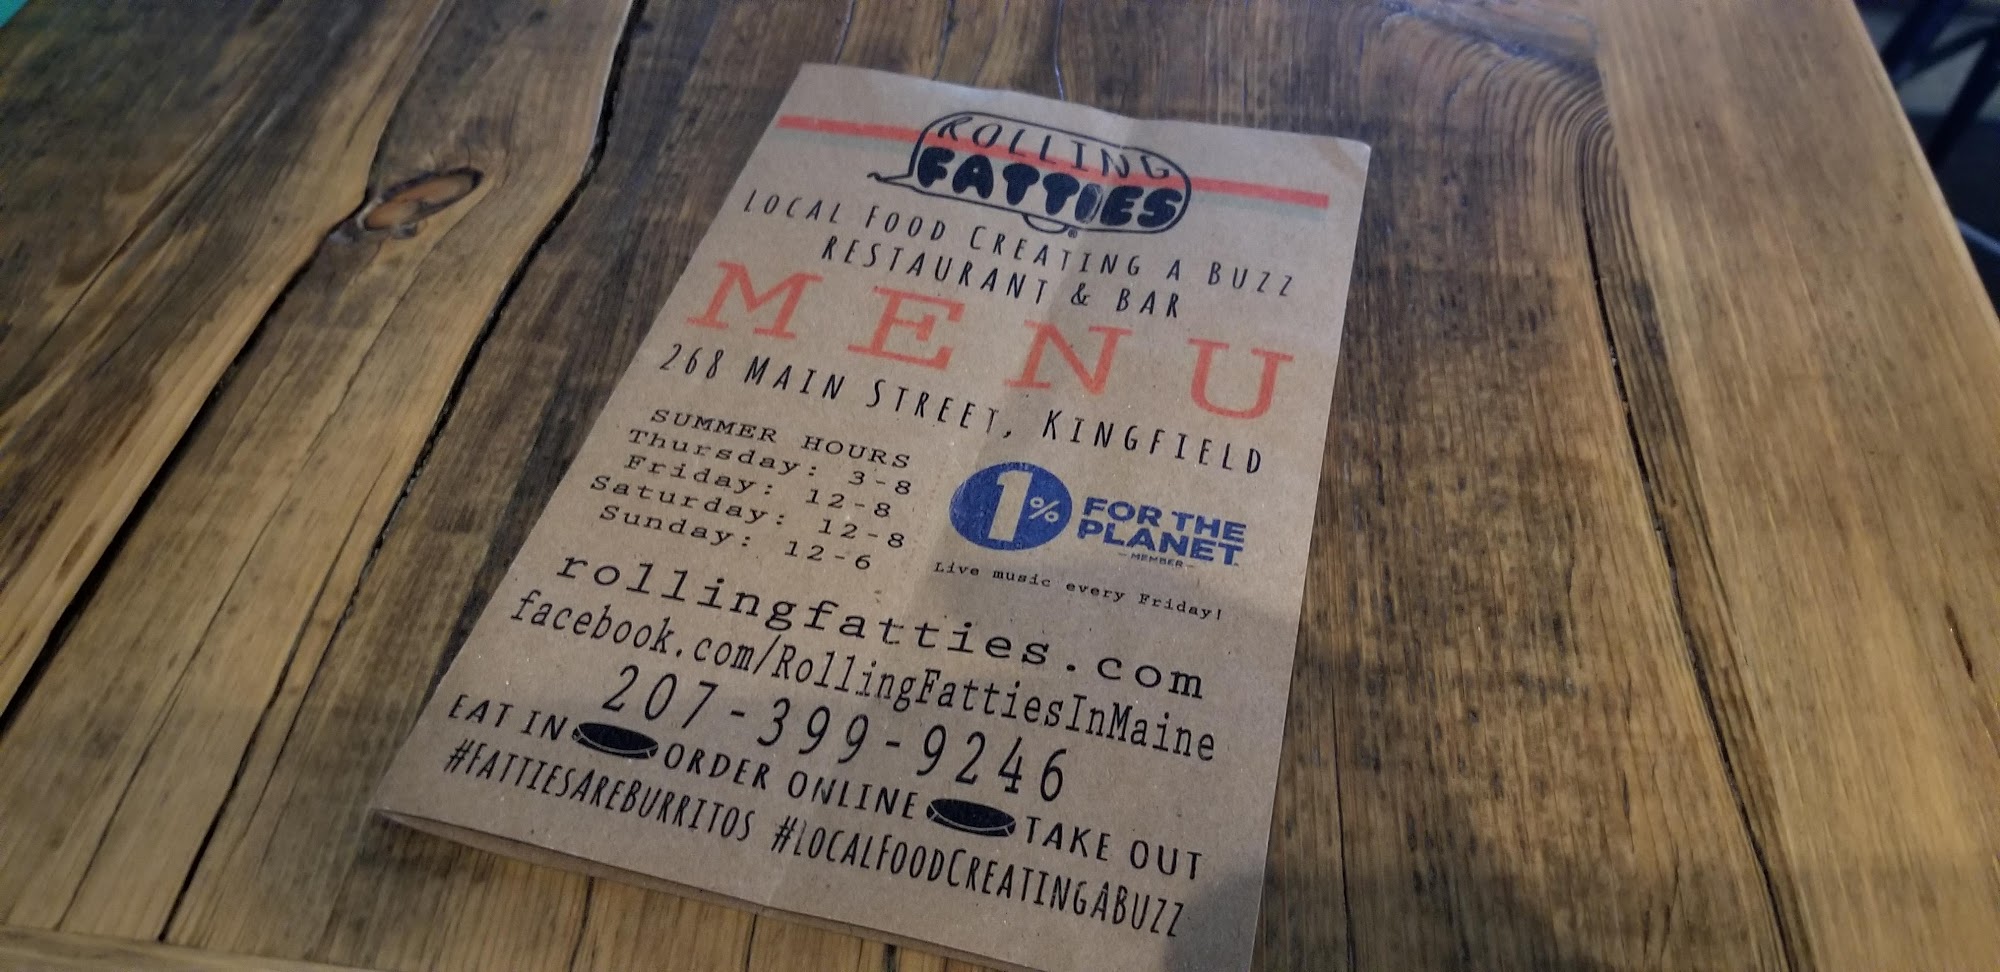 ROLLING
FATTIES®
LOCAL FOOD CREATING A BUZZ
RESTAURANT & BAR
MENU
268 MAIN STREET, KINGFIELD
SUMMER HOURS
Thursday: 3-8
Friday: 12-8
Saturday: 12-8
Sunday: 12-6
1%
FOR THE
PLANET
MEMBER
Live music every Friday!
rollingfatties.com
facebook.com/RollingFattiesInMaine
207-399-9246
EAT IN ORDER ONLINE TAKE OUT
#FATTIESAREBURRITOS #LOCALFOODCREATINGABUZZ